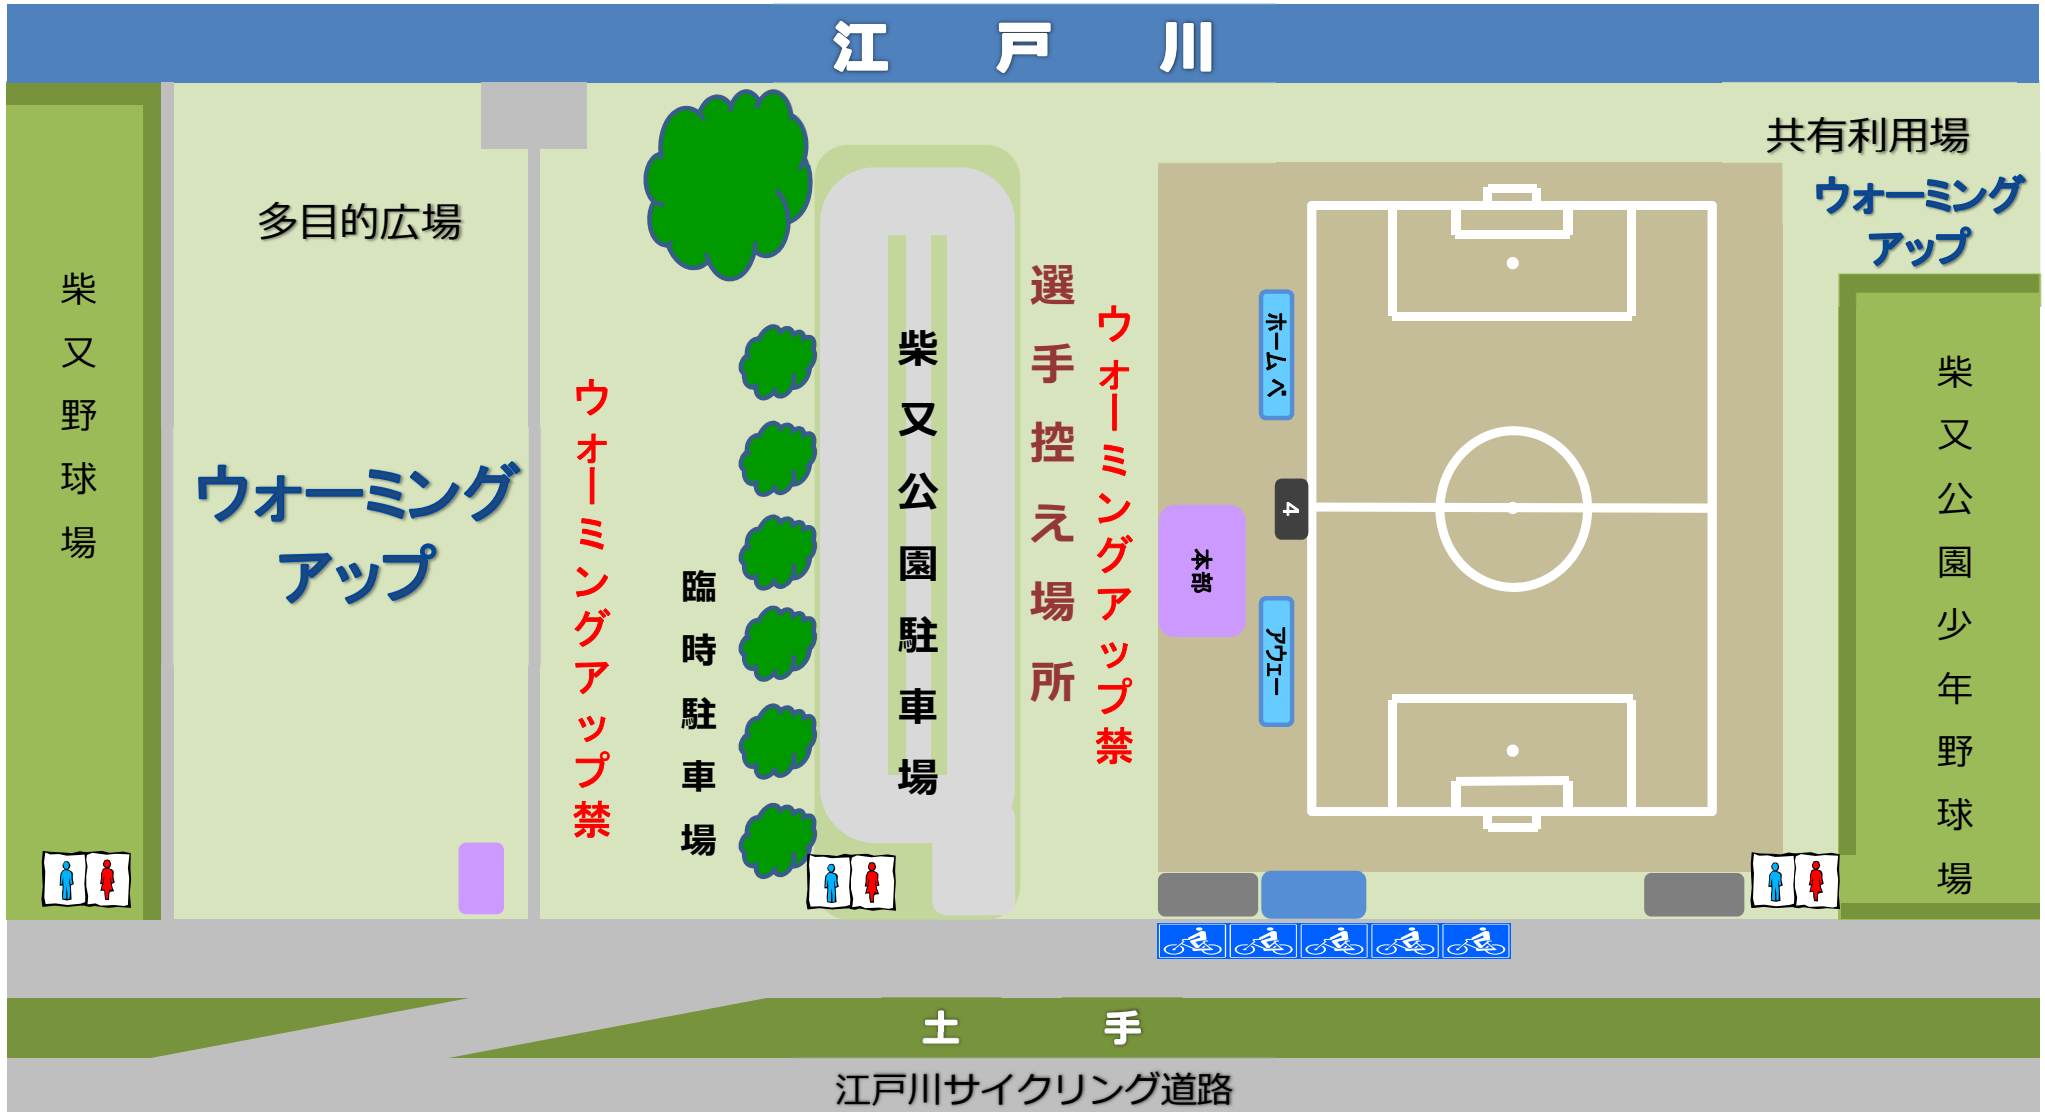 江戸川
共有利用場
ウォーミング
アップ
多目的広場
柴又野球場
ウォーミング
アップ
ウォーミングアップ禁
臨時駐車場
柴又公園駐車場
選手控え場所
ウォーミングアップ禁
ホームベ
4
本部
アウェー
柴又公園少年野球場
土手
江戸川サイクリング道路